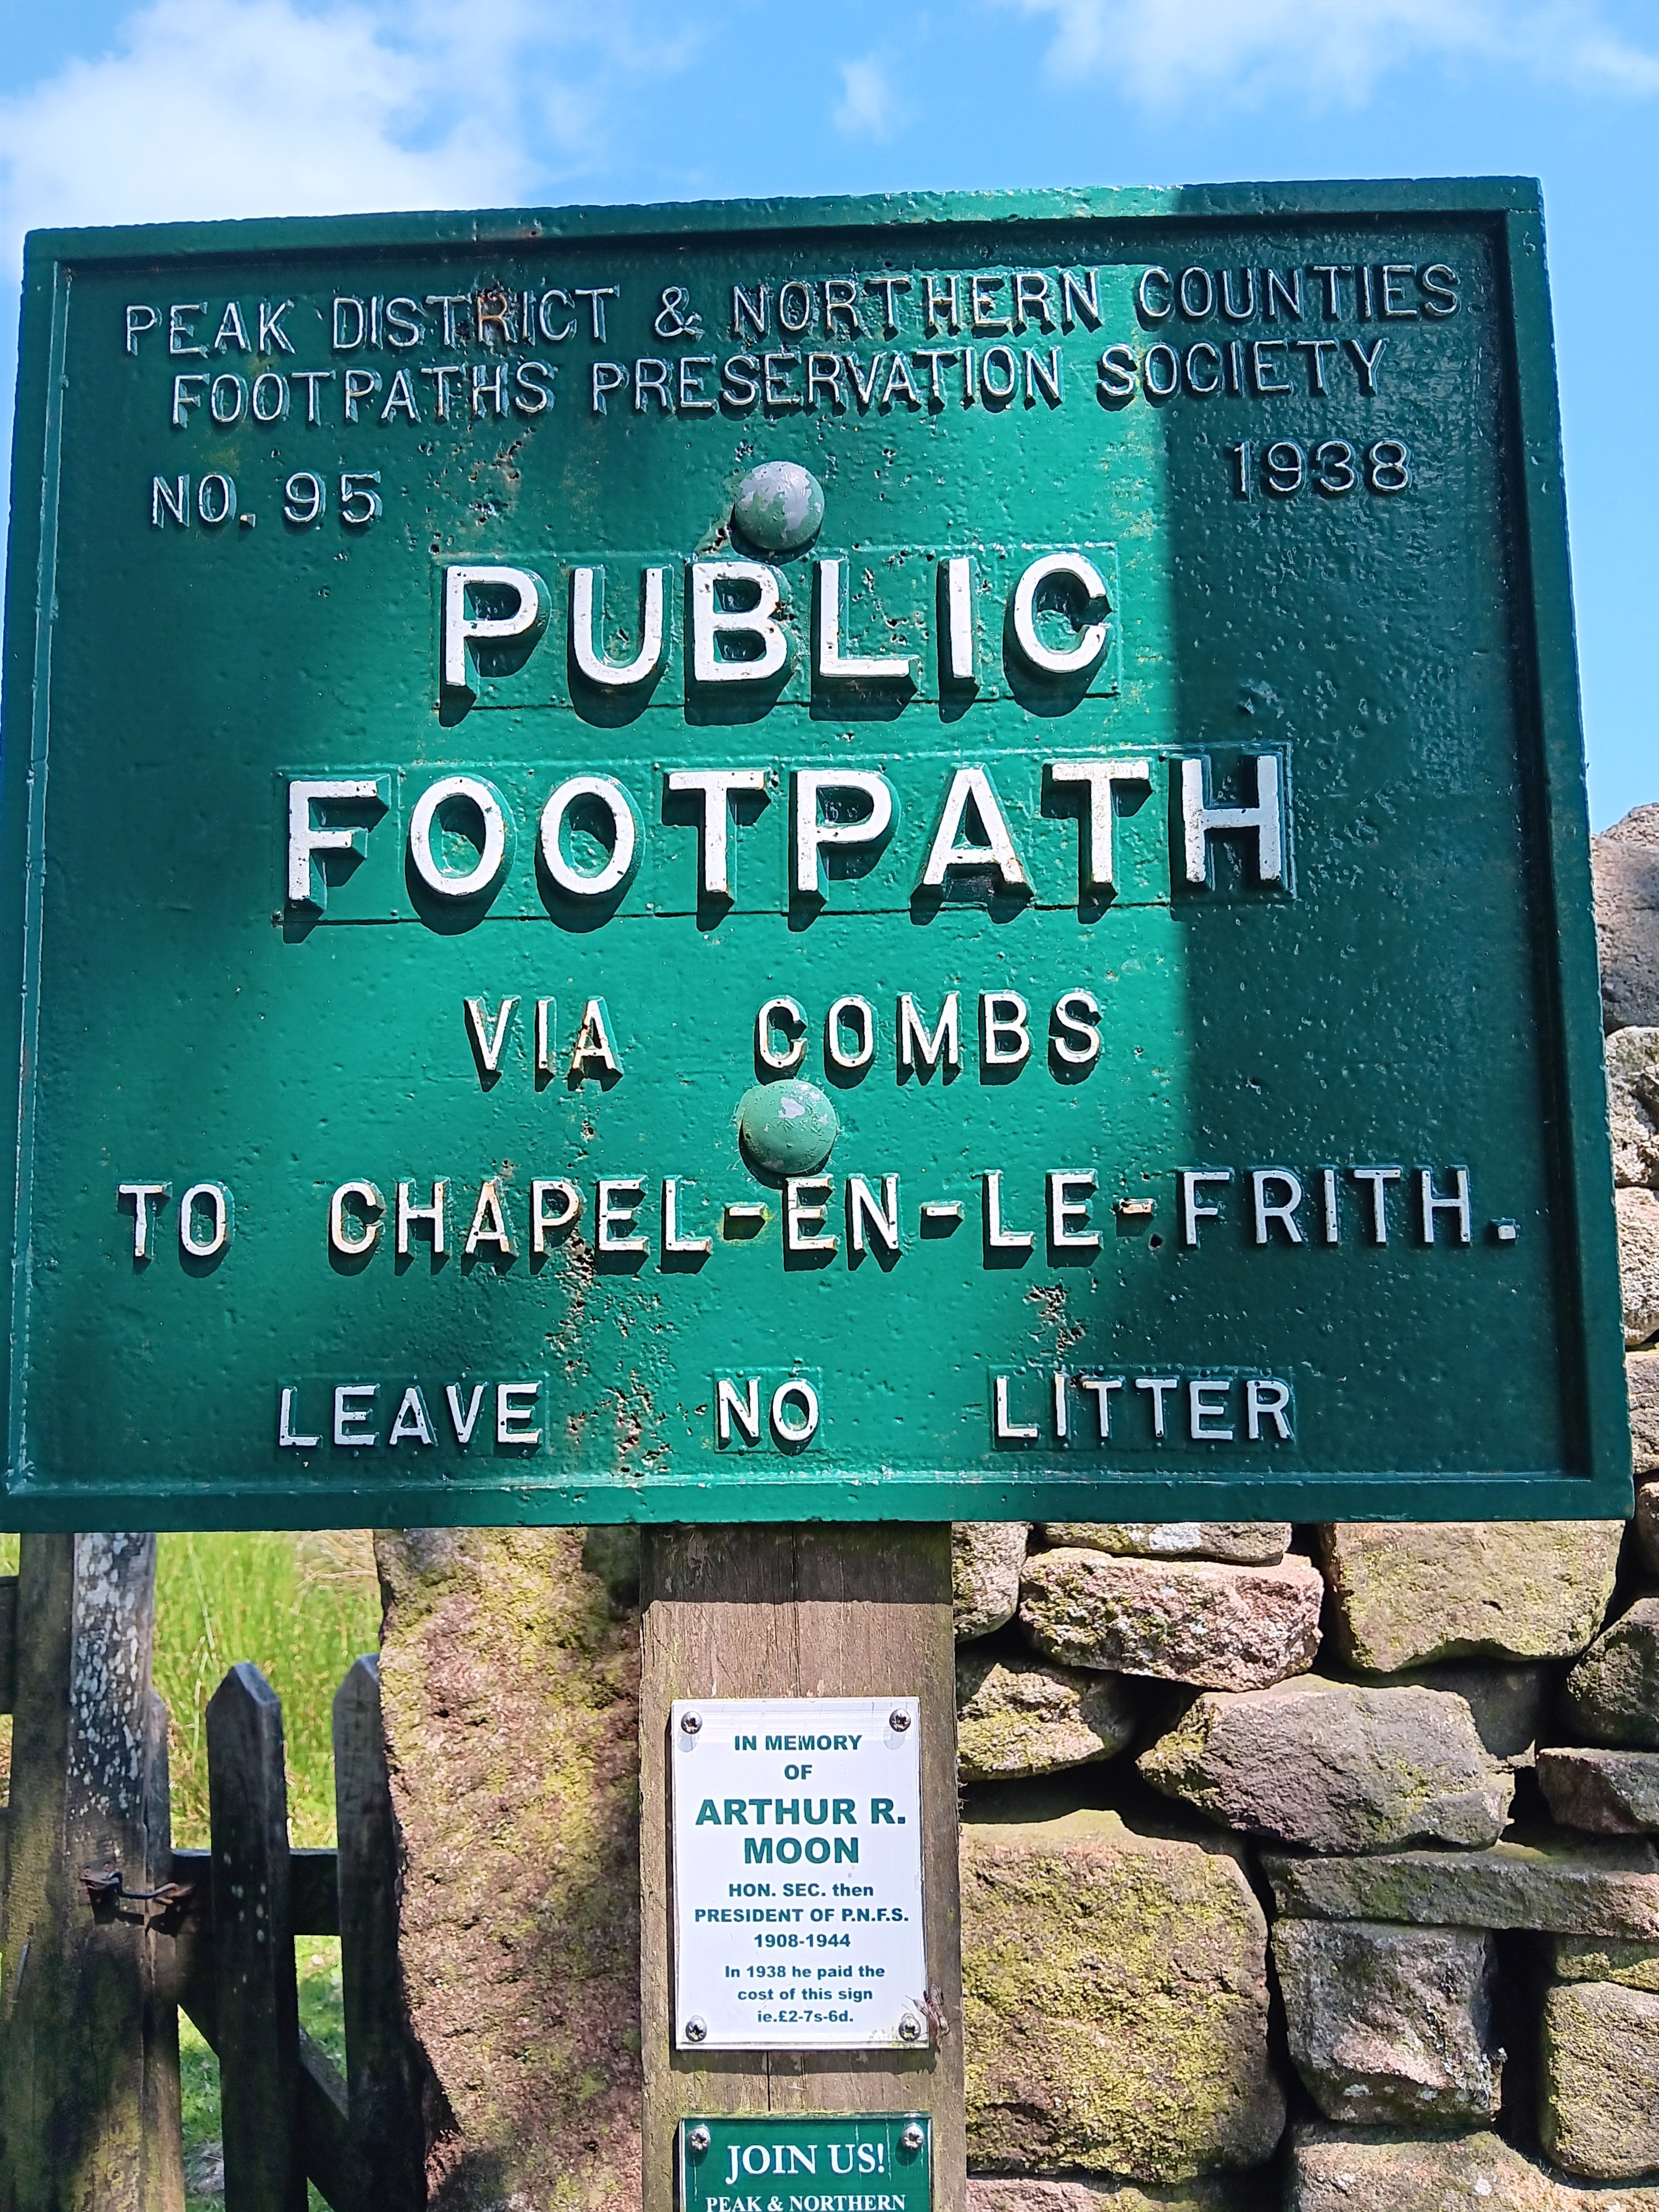 PEAK DISTRICT & NORTHERN COUNTIES
FOOTPATHS PRESERVATION SOCIETY
NO. 95 1938
PUBLIC
FOOTPATH
VIA COMBS
TO CHAPEL-EN-LE-FRITH.
LEAVE NO LITTER
IN MEMORY
OF
ARTHUR R.
MOON
HON. SEC. then
PRESIDENT OF P.N.F.S.
1908-1944
In 1938 he paid the
cost of this sign
ie.£2-7s-6d.
JOIN US!
PEAK & NORTHERN